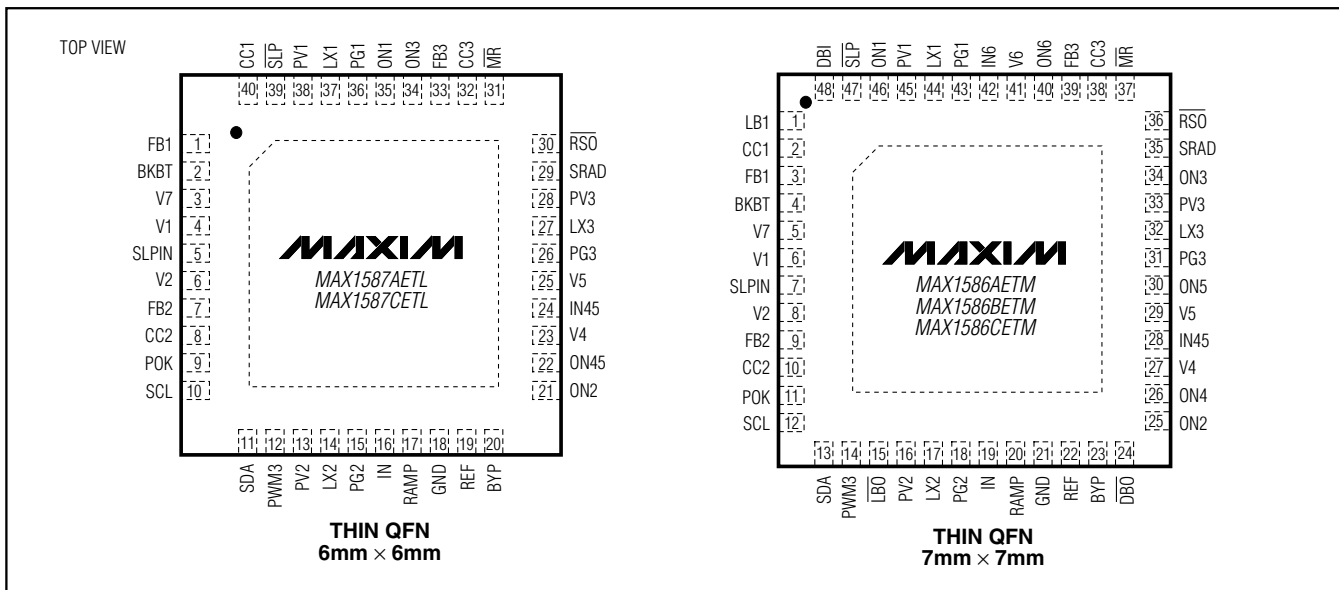 TOP VIEW
CC1
SLP
PV1
LX1
PG1
ON1
ON3
FB3
CC3
MR
40
39
38
37
36
35
34
33
32
31
FB1 1
BKBT 2
V7 3
V1 4
SLPIN 5
V2 6
FB2 7
CC2 8
POK 9
SCL 10
30 RSO
29 SRAD
28 PV3
27 LX3
26 PG3
25 V5
24 IN45
23 V4
22 ON45
21 ON2
MAXIM
MAX1587AETL
MAX1587CETL
11
12
13
14
15
16
17
18
19
20
SDA
PWM3
PV2
LX2
PG2
IN
RAMP
GND
REF
BYP
THIN QFN
6mm × 6mm
DBI
SLP
ON1
PV1
LX1
PG1
IN6
V6
ON6
FB3
CC3
MR
48
47
46
45
44
43
42
41
40
39
38
37
LB1 1
CC1 2
FB1 3
BKBT 4
V7 5
V1 6
SLPIN 7
V2 8
FB2 9
CC2 10
POK 11
SCL 12
36 RSO
35 SRAD
34 ON3
33 PV3
32 LX3
31 PG3
30 ON5
29 V5
28 IN45
27 V4
26 ON4
25 ON2
MAXIM
MAX1586AETM
MAX1586BETM
MAX1586CETM
13
14
15
16
17
18
19
20
21
22
23
24
SDA
PWM3
LBO
PV2
LX2
PG2
IN
RAMP
GND
REF
BYP
DBO
THIN QFN
7mm × 7mm